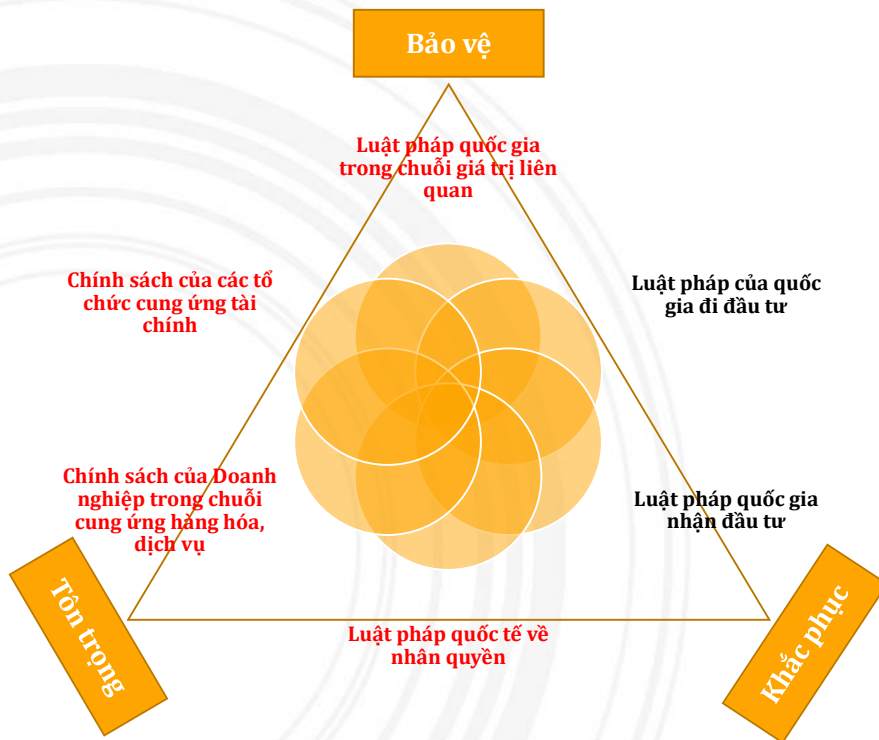 Bảo vệ
Luật pháp quốc gia
trong chuỗi giá trị liên
quan
Chính sách của các tổ
chức cung ứng tài
chính
Luật pháp của quốc
gia đi đầu tư
Chính sách của Doanh
nghiệp trong chuỗi
cung ứng hàng hóa,
dịch vụ
Luật pháp quốc gia
nhận đầu tư
Tôn trọng
Luật pháp quốc tế về
nhân quyền
Khắc phục